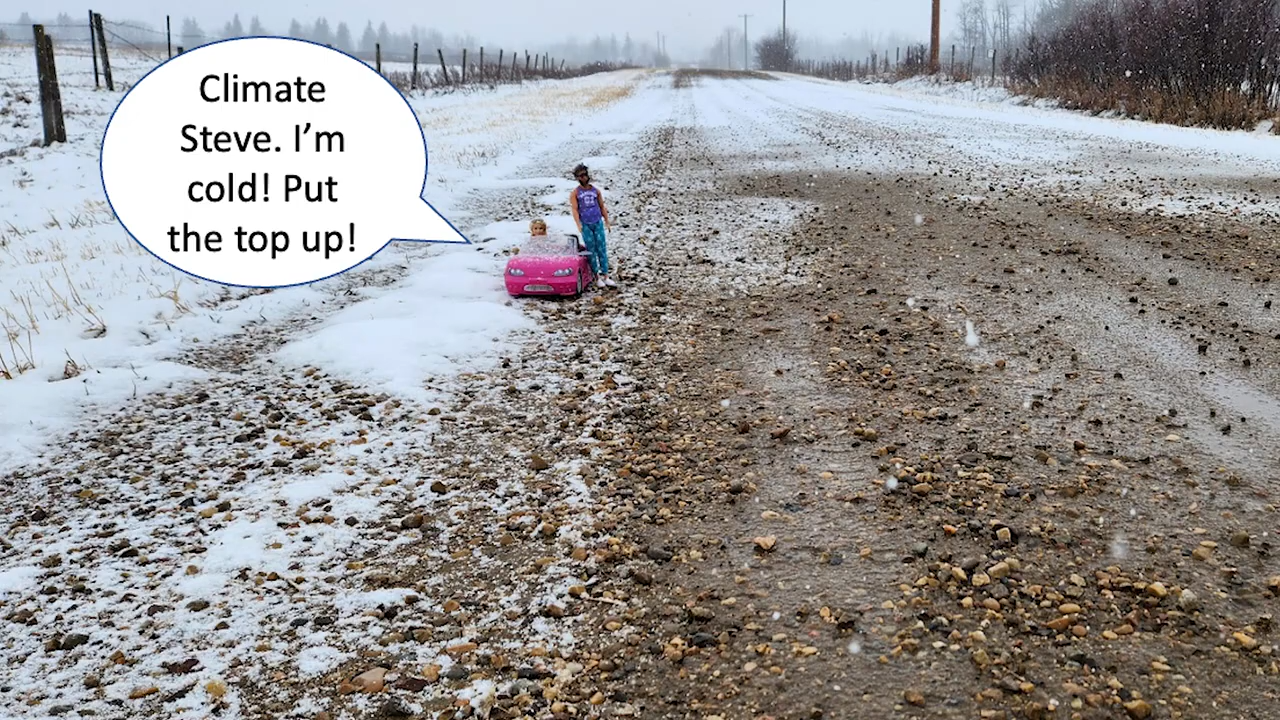 Climate
Steve. I’m
cold! Put
the top up!